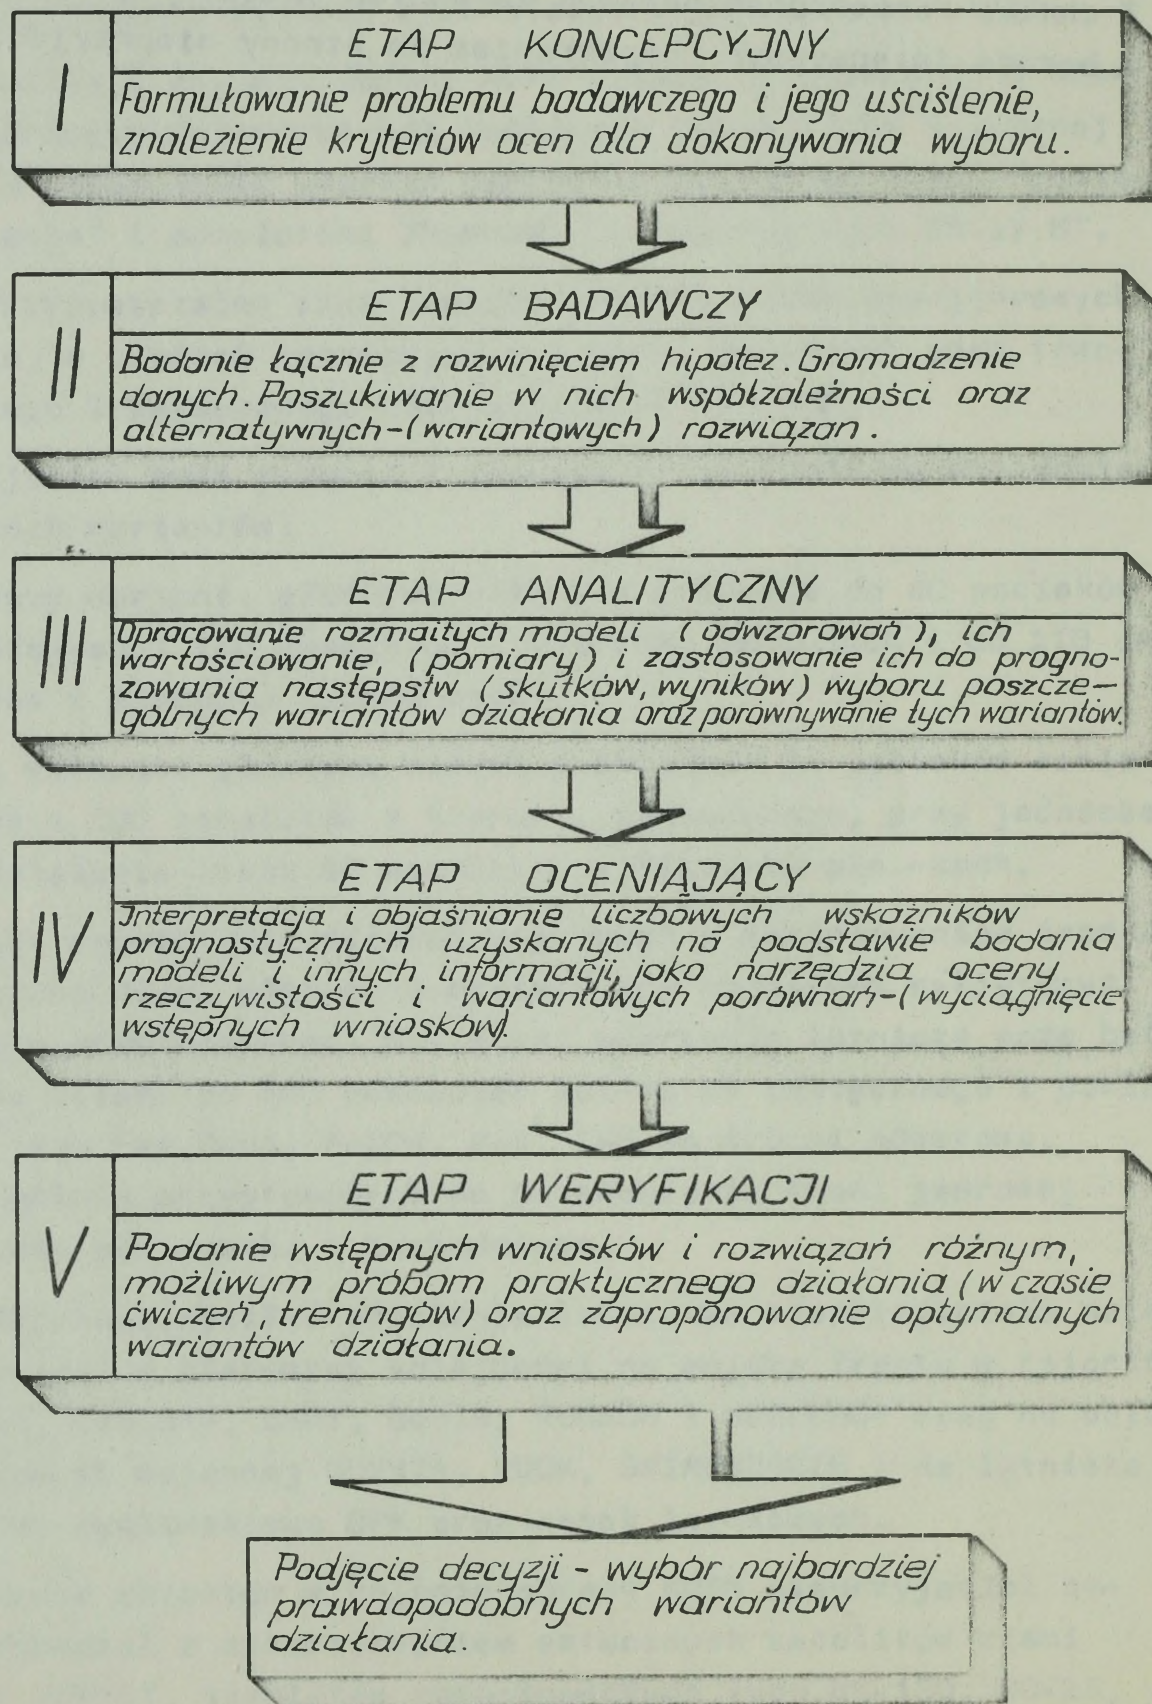 I
ETAP KONCEPCYJNY
Formułowanie problemu badawczego i jego uściślenie,
znalezienie kryteriów ocen dla dokonywania wyboru.
II
ETAP BADAWCZY
Badanie łącznie z rozwinięciem hipotez. Gromadzenie
danych. Poszukiwanie w nich współzależności oraz
alternatywnych-(wariantowych) rozwiązan.
III
ETAP ANALITYCZNY
Opracowanie rozmaitych modeli (odwzorowań), ich
wartościowanie, (pomiary) i zastosowanie ich do progno-
zowania następstw (skutków, wyników) wyboru poszcze-
gólnych wariantów działania oraz porównywanie tych wariantów.
IV
ETAP OCENIAJĄCY
Interpretacja i objaśnianie liczbowych wskaźników
prognostycznych uzyskanych na podstawie badania
modeli i innych informacji, jako narzędzia oceny
rzeczywistości i wariantowych porównań-(wyciągnięcie
wstępnych wniosków).
V
ETAP WERYFIKACJI
Podanie wstępnych wniosków i rozwiązań różnym,
możliwym próbom praktycznego działania (w czasie
ćwiczeń, treningów) oraz zaproponowanie optymalnych
wariantów działania.
Podjęcie decyzji - wybór najbardziej
prawdopodobnych wariantów
działania.